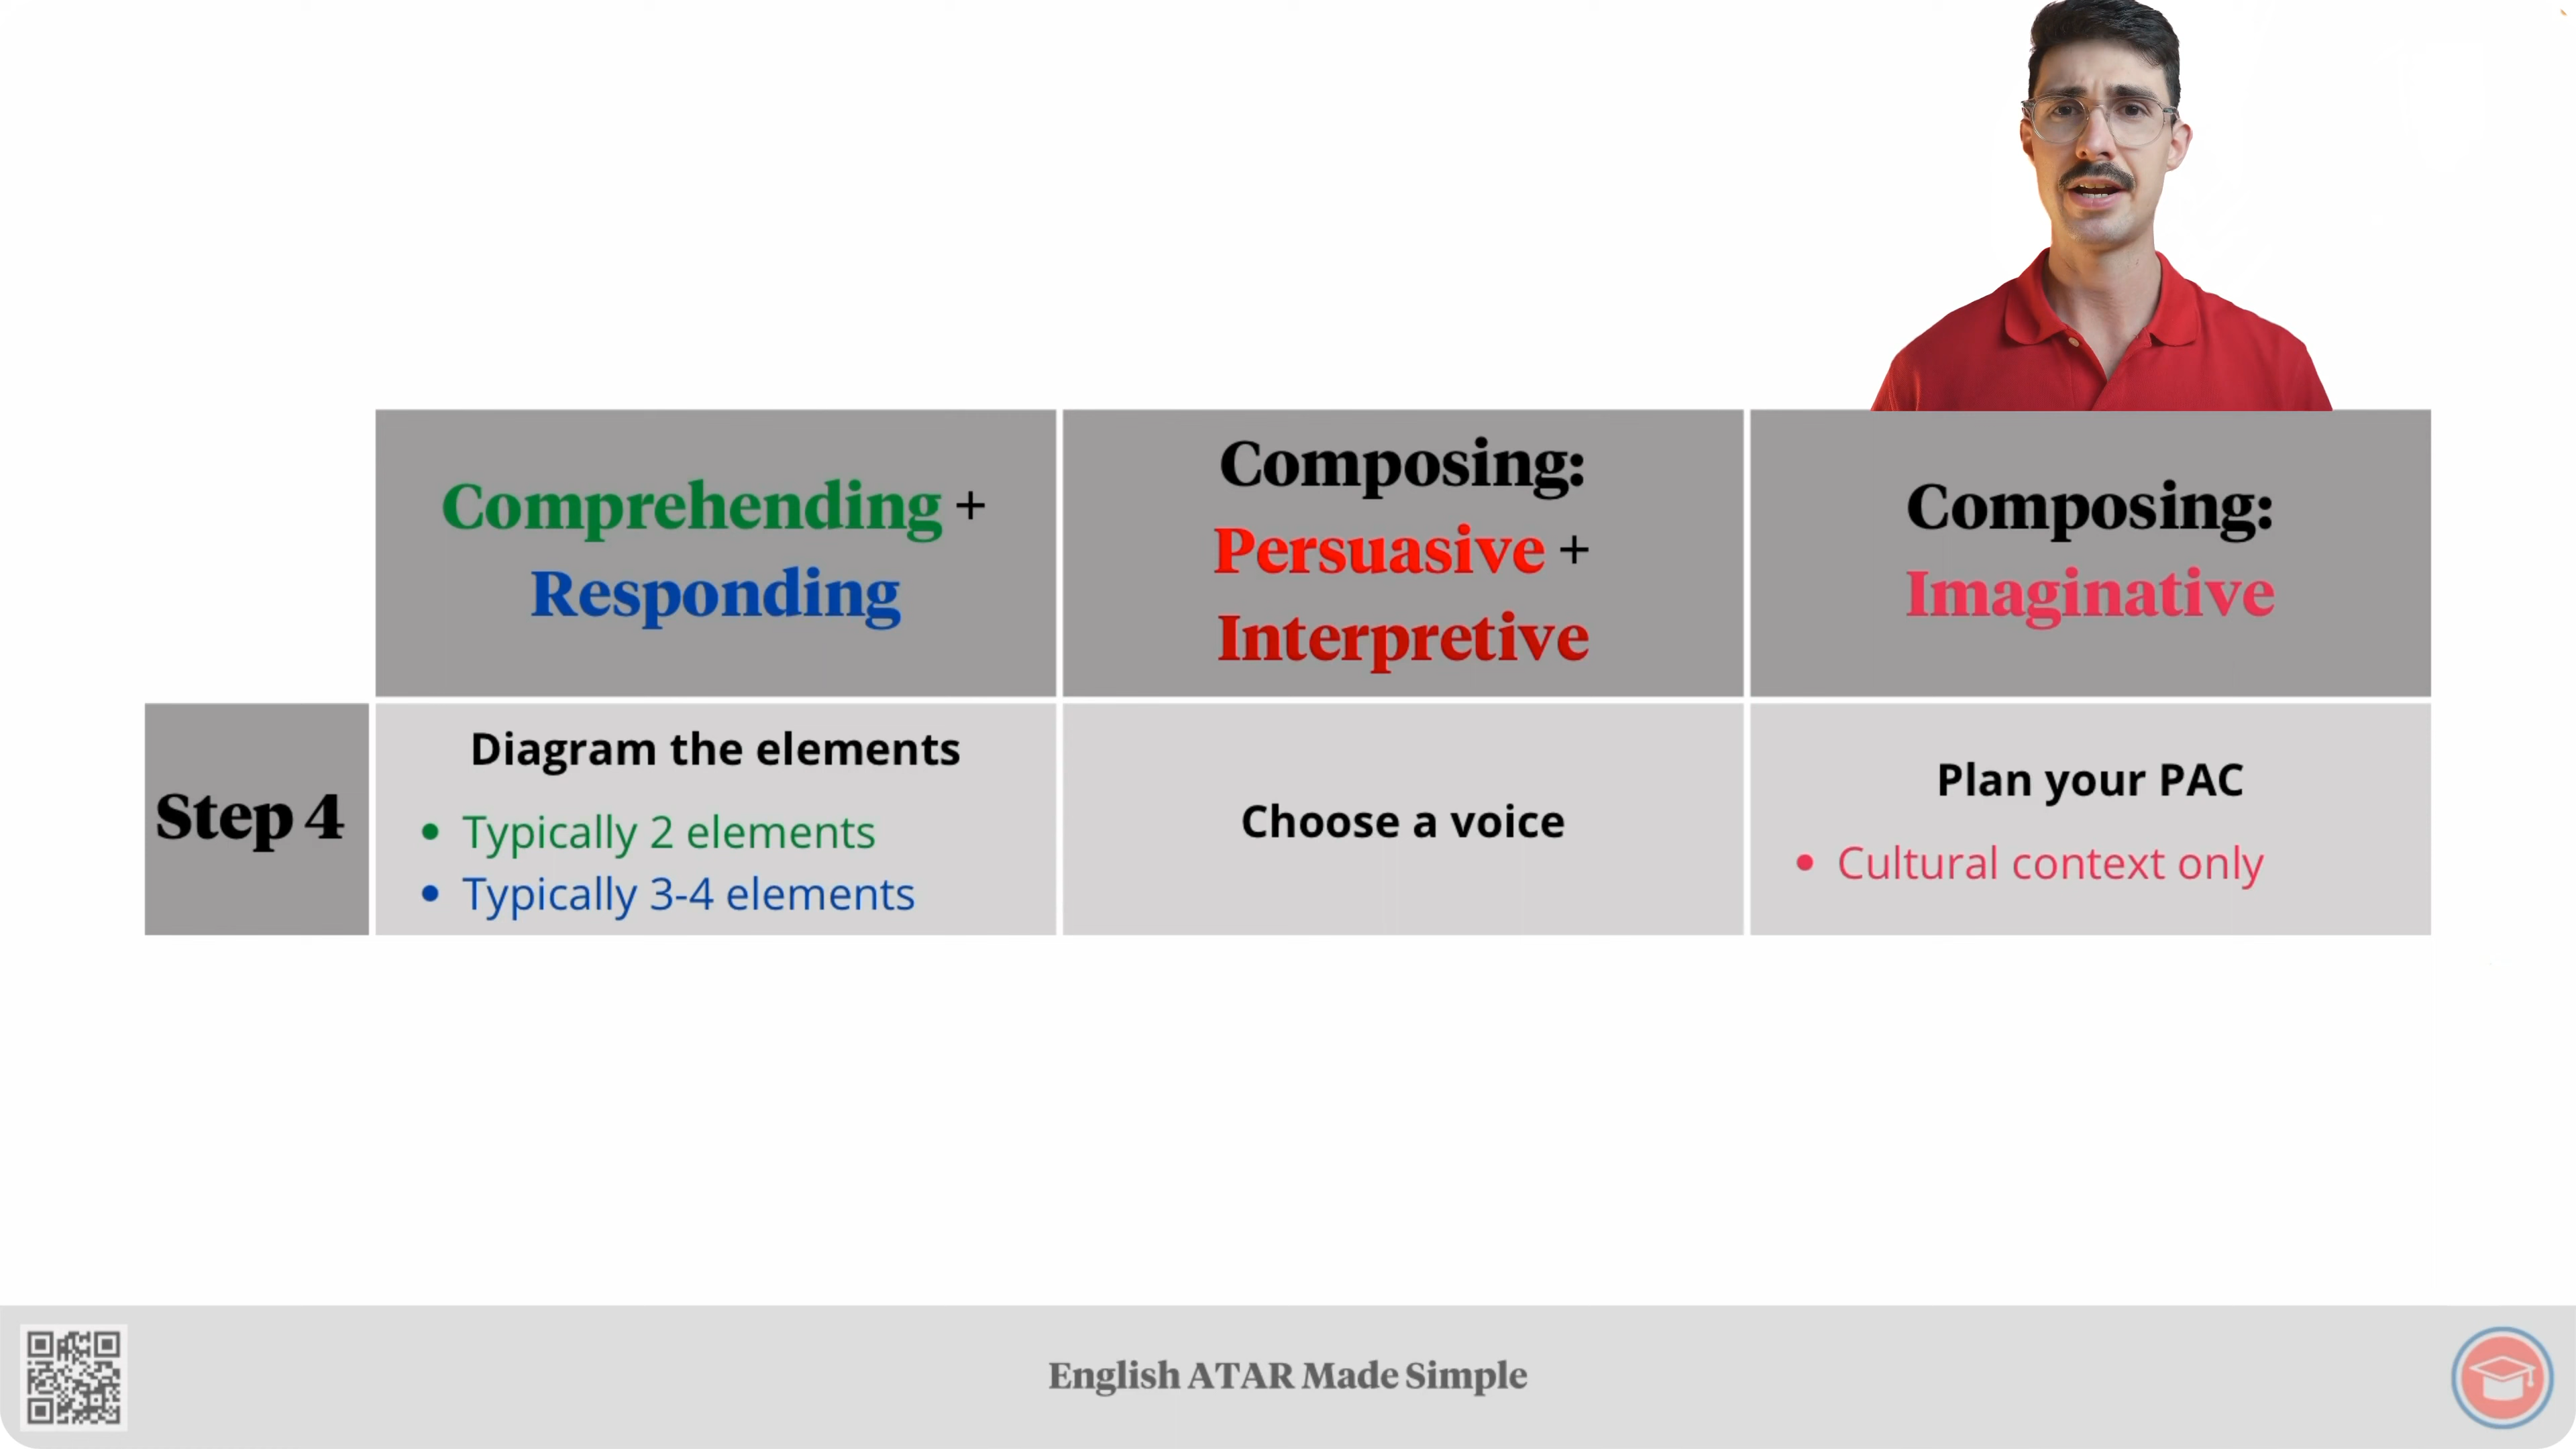 Comprehending +
Responding
Composing:
Persuasive +
Interpretive
Composing:
Imaginative
Step 4
Diagram the elements
• Typically 2 elements
• Typically 3-4 elements
Choose a voice
Plan your PAC
• Cultural context only
English ATAR Made Simple